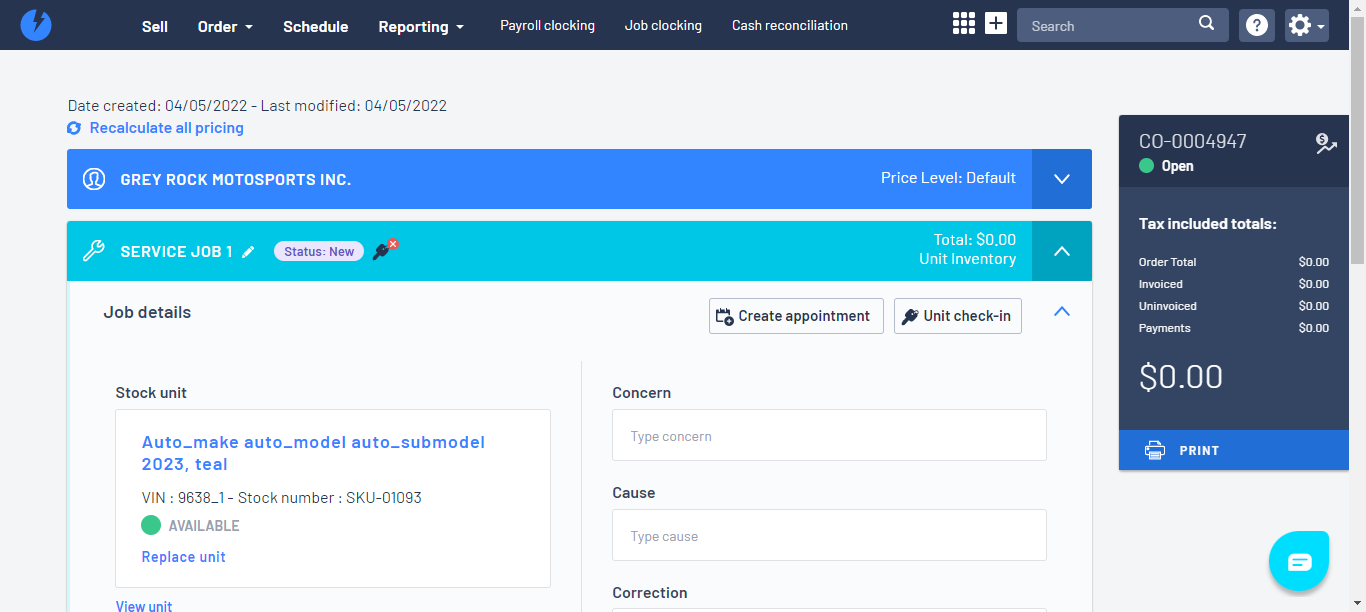 Sell
Order
Schedule
Reporting
Payroll clocking
Job clocking
Cash reconciliation
Search
Date created: 04/05/2022 - Last modified: 04/05/2022
Recalculate all pricing
GREY ROCK MOTOSPORTS INC.
Price Level: Default
SERVICE JOB 1
Status: New
Total: $0.00
Unit Inventory
Job details
Create appointment
Unit check-in
Stock unit
Auto_make auto_model auto_submodel
2023, teal
VIN : 9638_1 - Stock number : SKU-01093
AVAILABLE
Replace unit
View unit
Concern
Type concern
Cause
Type cause
Correction
CO-0004947
Open
Tax included totals:
Order Total $0.00
Invoiced $0.00
Uninvoiced $0.00
Payments $0.00
$0.00
PRINT